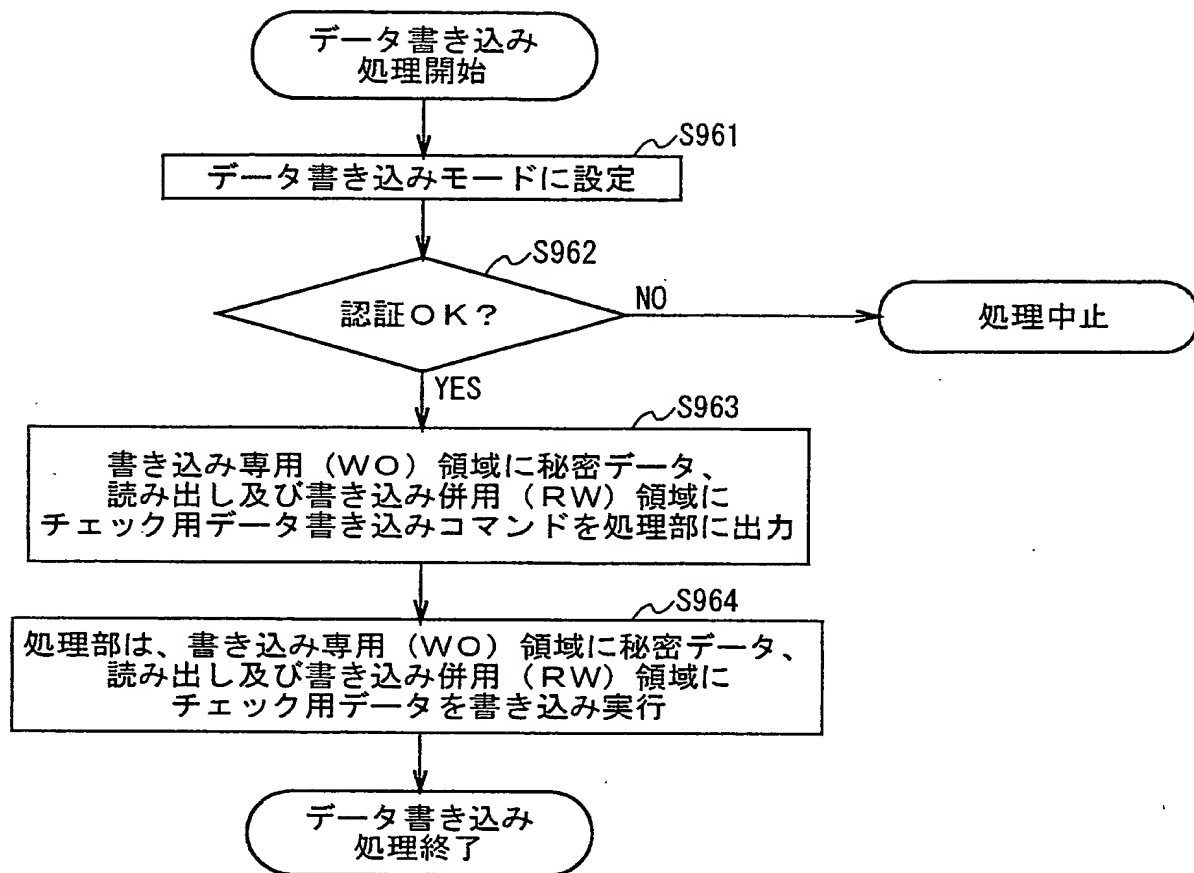 データ書き込み
処理開始
S961
データ書き込みモードに設定
S962
認証OK?
NO
処理中止
YES
S963
書き込み専用(WO)領域に秘密データ、
読み出し及び書き込み併用(RW)領域に
チェック用データ書き込みコマンドを処理部に出力
S964
処理部は、書き込み専用(WO)領域に秘密データ、
読み出し及び書き込み併用(RW)領域に
チェック用データを書き込み実行
データ書き込み
処理終了